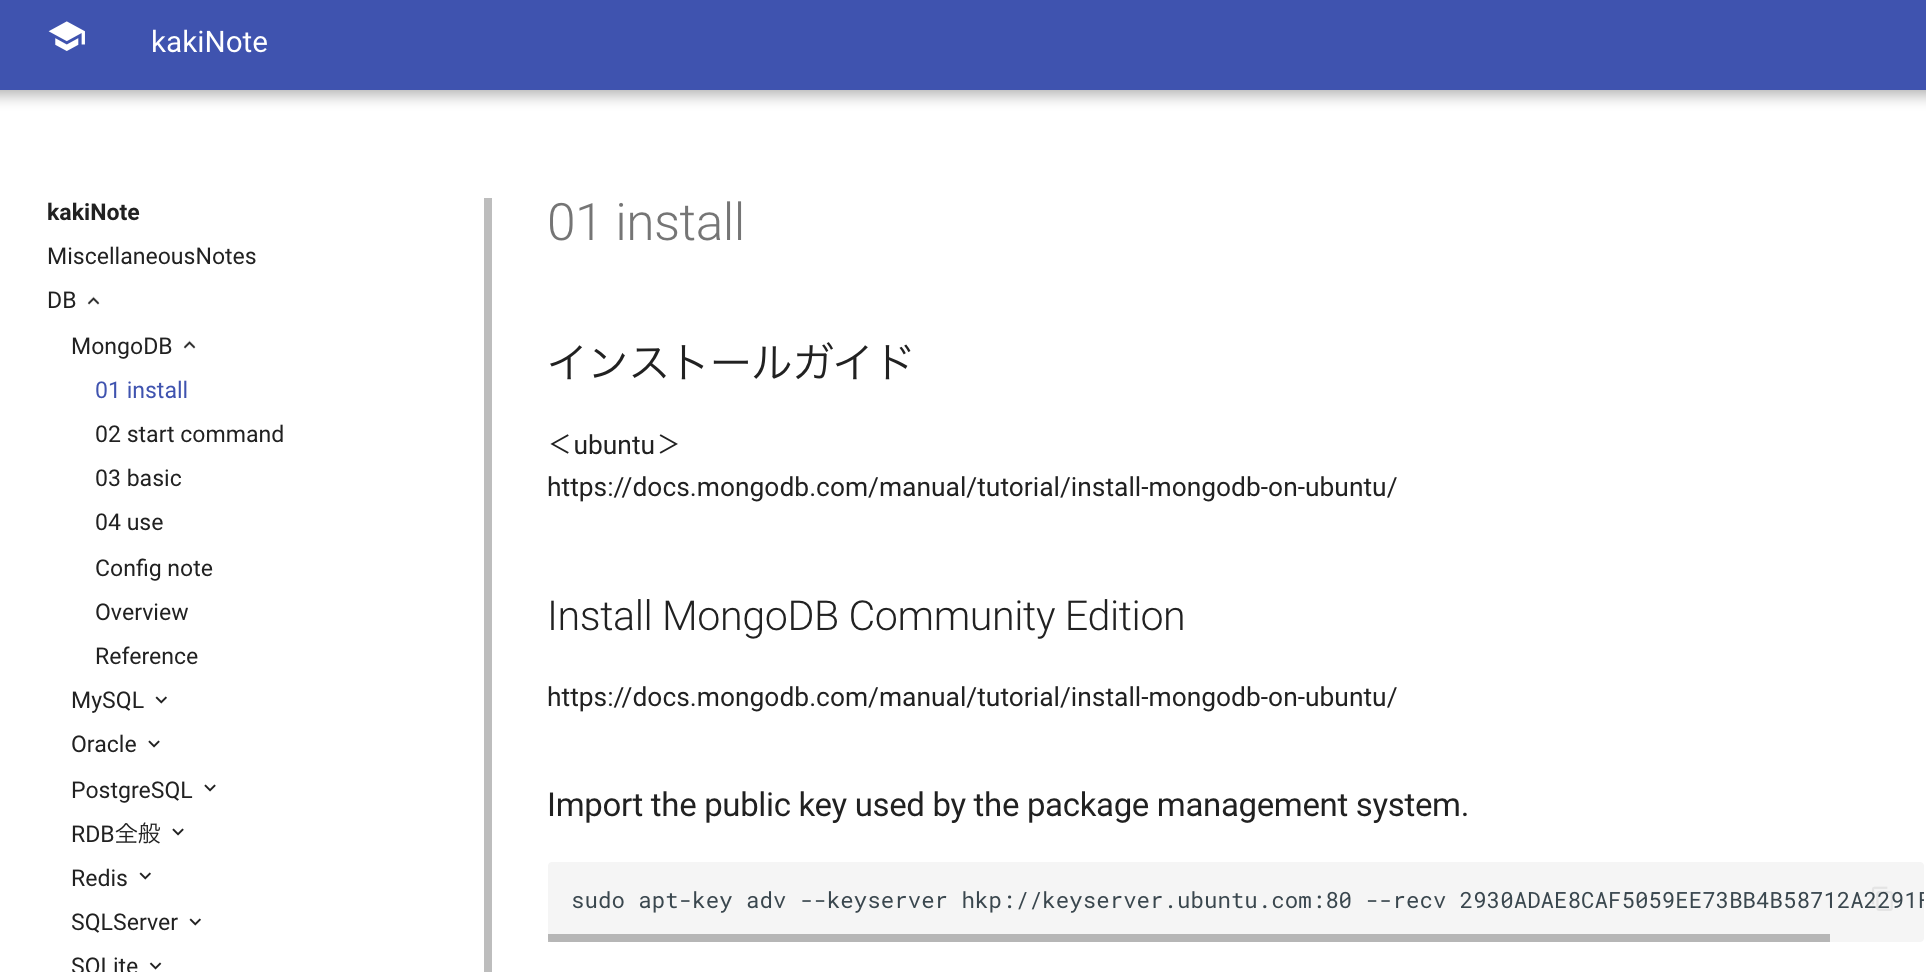 kakiNote
kakiNote
MiscellaneousNotes
DB
MongoDB
01 install
02 start command
03 basic
04 use
Config note
Overview
Reference
MySQL
Oracle
PostgreSQL
RDB全般
Redis
SQLServer
SQLite
01 install
インストールガイド
＜ubuntu＞
https://docs.mongodb.com/manual/tutorial/install-mongodb-on-ubuntu/
Install MongoDB Community Edition
https://docs.mongodb.com/manual/tutorial/install-mongodb-on-ubuntu/
Import the public key used by the package management system.
sudo apt-key adv --keyserver hkp://keyserver.ubuntu.com:80 --recv 2930ADAE8CAF5059EE73BB4B58712A2291F